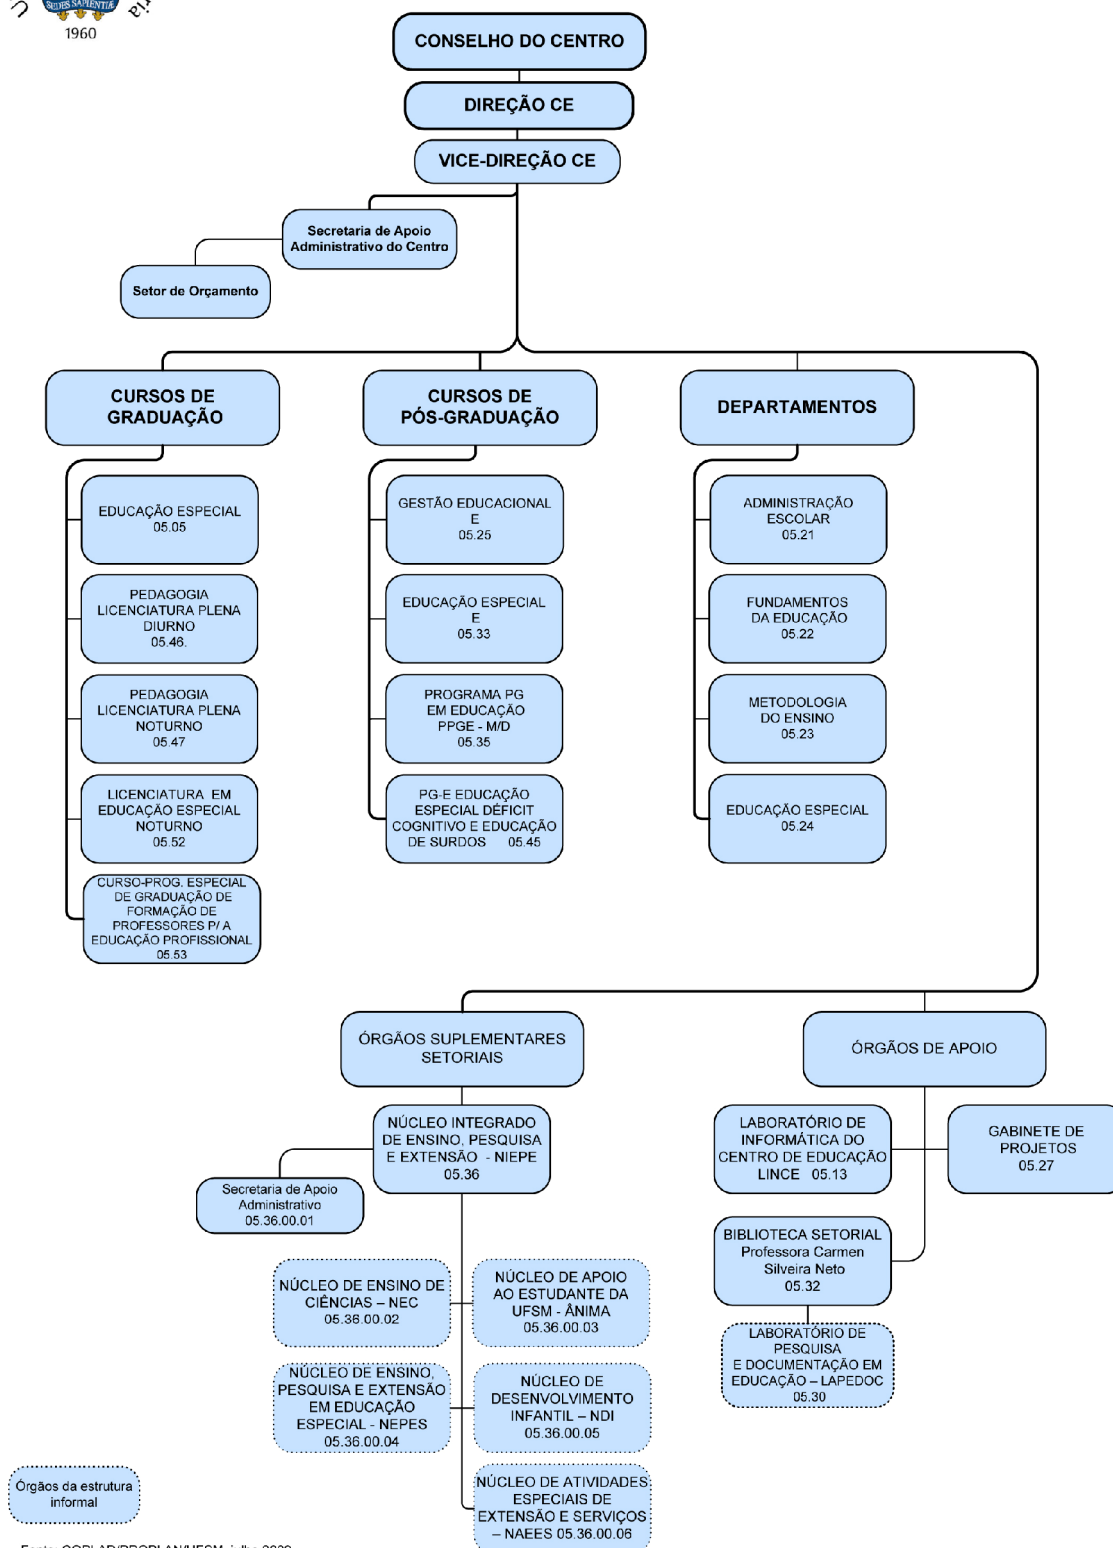 SEDES SAPIENTIÆ
1960
CONSELHO DO CENTRO
DIREÇÃO CE
VICE-DIREÇÃO CE
Secretaria de Apoio
Administrativo do Centro
Setor de Orçamento
CURSOS DE
GRADUAÇÃO
CURSOS DE
PÓS-GRADUAÇÃO
DEPARTAMENTOS
EDUCAÇÃO ESPECIAL
05.05
PEDAGOGIA
LICENCIATURA PLENA
DIURNO
05.46.
PEDAGOGIA
LICENCIATURA PLENA
NOTURNO
05.47
LICENCIATURA EM
EDUCAÇÃO ESPECIAL
NOTURNO
05.52
CURSO-PROG. ESPECIAL
DE GRADUAÇÃO DE
FORMAÇÃO DE
PROFESSORES P/ A
EDUCAÇÃO PROFISSIONAL
05.53
GESTÃO EDUCACIONAL
E
05.25
EDUCAÇÃO ESPECIAL
E
05.33
PROGRAMA PG
EM EDUCAÇÃO
PPGE - M/D
05.35
PG-E EDUCAÇÃO
ESPECIAL DÉFICIT
COGNITIVO E EDUCAÇÃO
DE SURDOS 05.45
ADMINISTRAÇÃO
ESCOLAR
05.21
FUNDAMENTOS
DA EDUCAÇÃO
05.22
METODOLOGIA
DO ENSINO
05.23
EDUCAÇÃO ESPECIAL
05.24
ÓRGÃOS SUPLEMENTARES
SETORIAIS
NÚCLEO INTEGRADO
DE ENSINO, PESQUISA
E EXTENSÃO - NIEPE
05.36
Secretaria de Apoio
Administrativo
05.36.00.01
NÚCLEO DE ENSINO DE
CIÊNCIAS – NEC
05.36.00.02
NÚCLEO DE APOIO
AO ESTUDANTE DA
UFSM - ÂNIMA
05.36.00.03
NÚCLEO DE ENSINO,
PESQUISA E EXTENSÃO
EM EDUCAÇÃO
ESPECIAL - NEPES
05.36.00.04
NÚCLEO DE
DESENVOLVIMENTO
INFANTIL – NDI
05.36.00.05
NÚCLEO DE ATIVIDADES
ESPECIAIS DE
EXTENSÃO E SERVIÇOS
– NAEES 05.36.00.06
ÓRGÃOS DE APOIO
LABORATÓRIO DE
INFORMÁTICA DO
CENTRO DE EDUCAÇÃO
LINCE 05.13
GABINETE DE
PROJETOS
05.27
BIBLIOTECA SETORIAL
Professora Carmen
Silveira Neto
05.32
LABORATÓRIO DE
PESQUISA
E DOCUMENTAÇÃO EM
EDUCAÇÃO – LAPEDOC
05.30
Órgãos da estrutura
informal